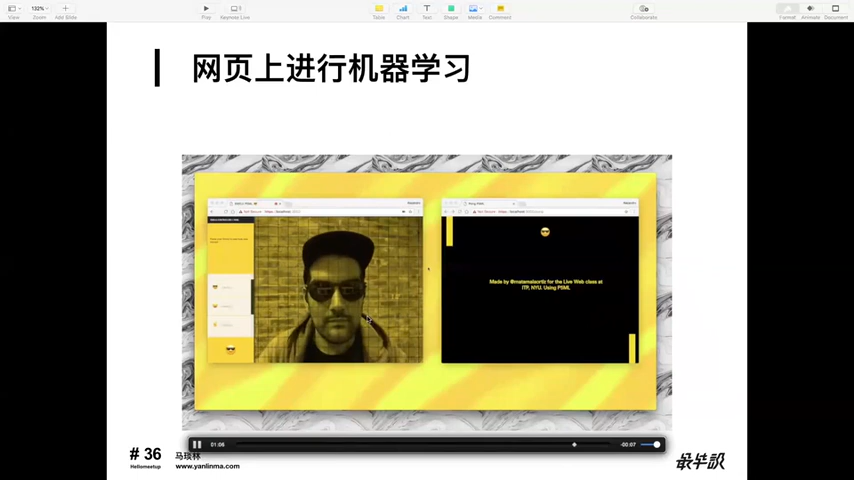 132%
View
Zoom
Add Slide
Play
Keynote Live
Table
Chart
Text
Shape
Media
Comment
Collaborate
Format
Animate
Document
网页上进行机器学习
Made by @matamalaortiz for the Live Web class at
ITP, NYU. Using P5ML
01:06
-00:07
# 36
Hellomeetup
马琰林
www.yanlinma.com